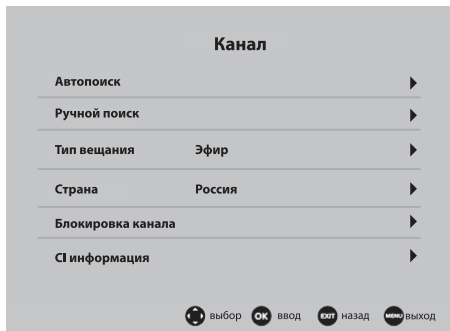 Канал
Автопоиск
Ручной поиск
Тип вещания Эфир
Страна Россия
Блокировка канала
CI информация
выбор OK ввод EXIT назад MENU выход